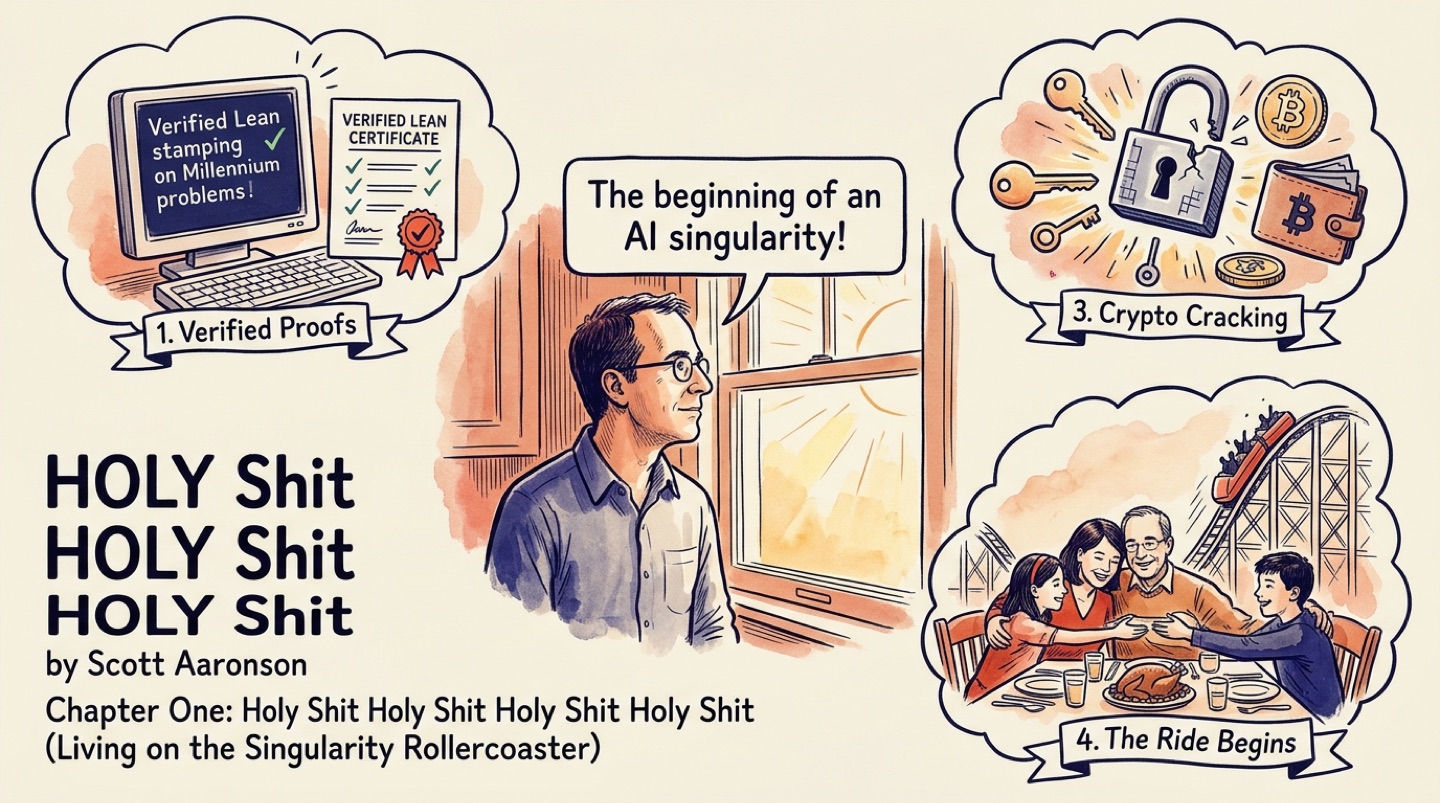 Verified Lean
stamping
on Millennium
problems!
VERIFIED LEAN
CERTIFICATE
1. Verified Proofs
The beginning of an
AI singularity!
3. Crypto Cracking
HOLY Shit
HOLY Shit
HOLY Shit
by Scott Aaronson
Chapter One: Holy Shit Holy Shit Holy Shit Holy Shit
(Living on the Singularity Rollercoaster)
4. The Ride Begins